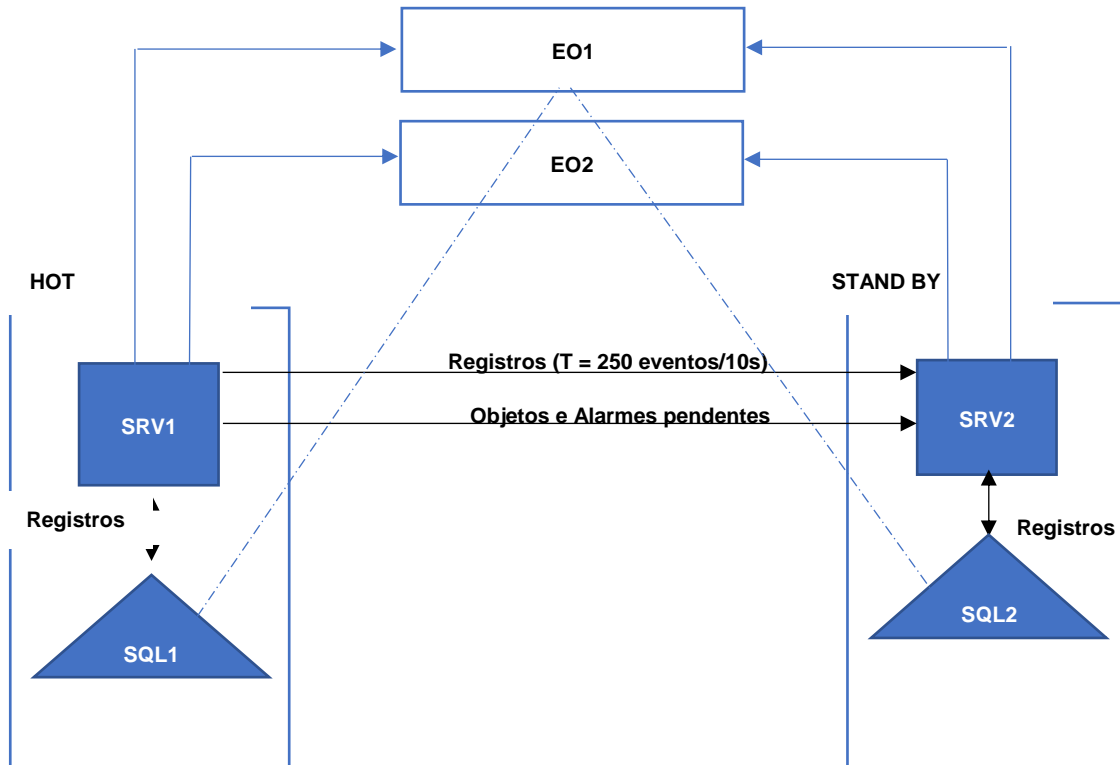 EO1
EO2
HOT
STAND BY
Registros (T = 250 eventos/10s)
Objetos e Alarmes pendentes
SRV1
SRV2
Registros
Registros
SQL1
SQL2